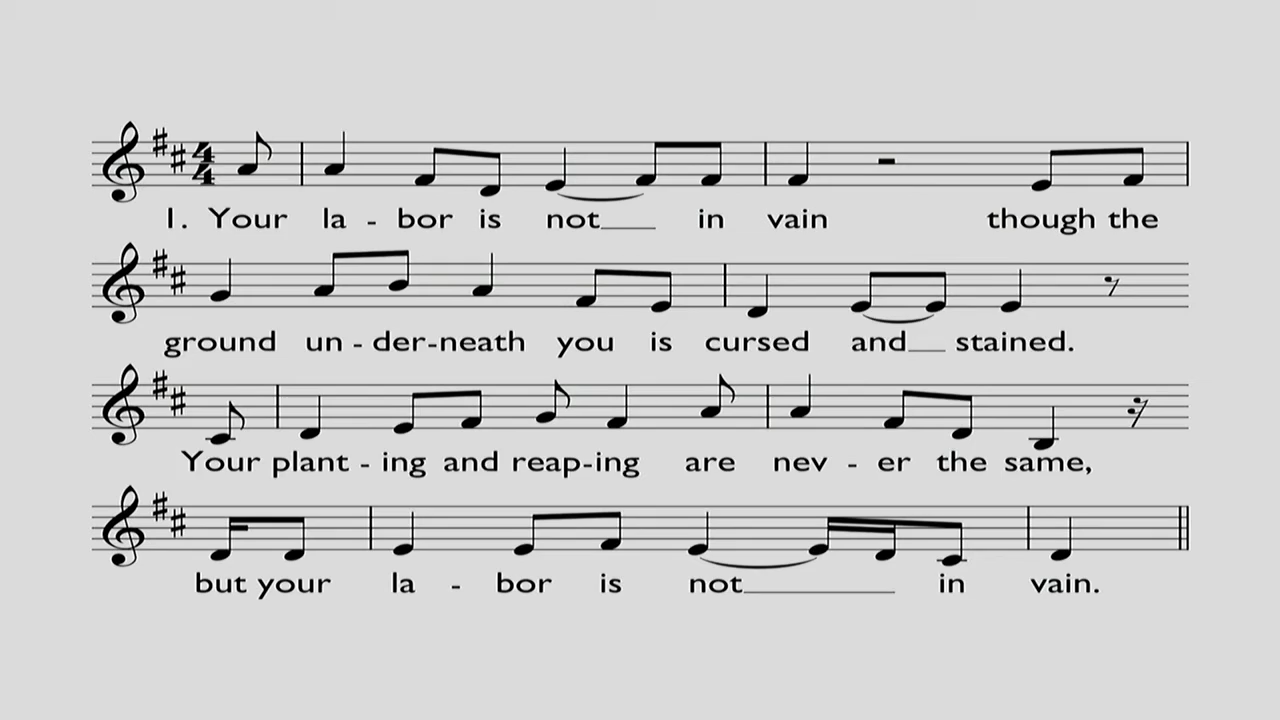 1. Your la - bor is not___ in vain though the
ground un - der-neath you is cursed and___ stained.
Your plant - ing and reap-ing are nev - er the same,
but your la - bor is not___ in vain.